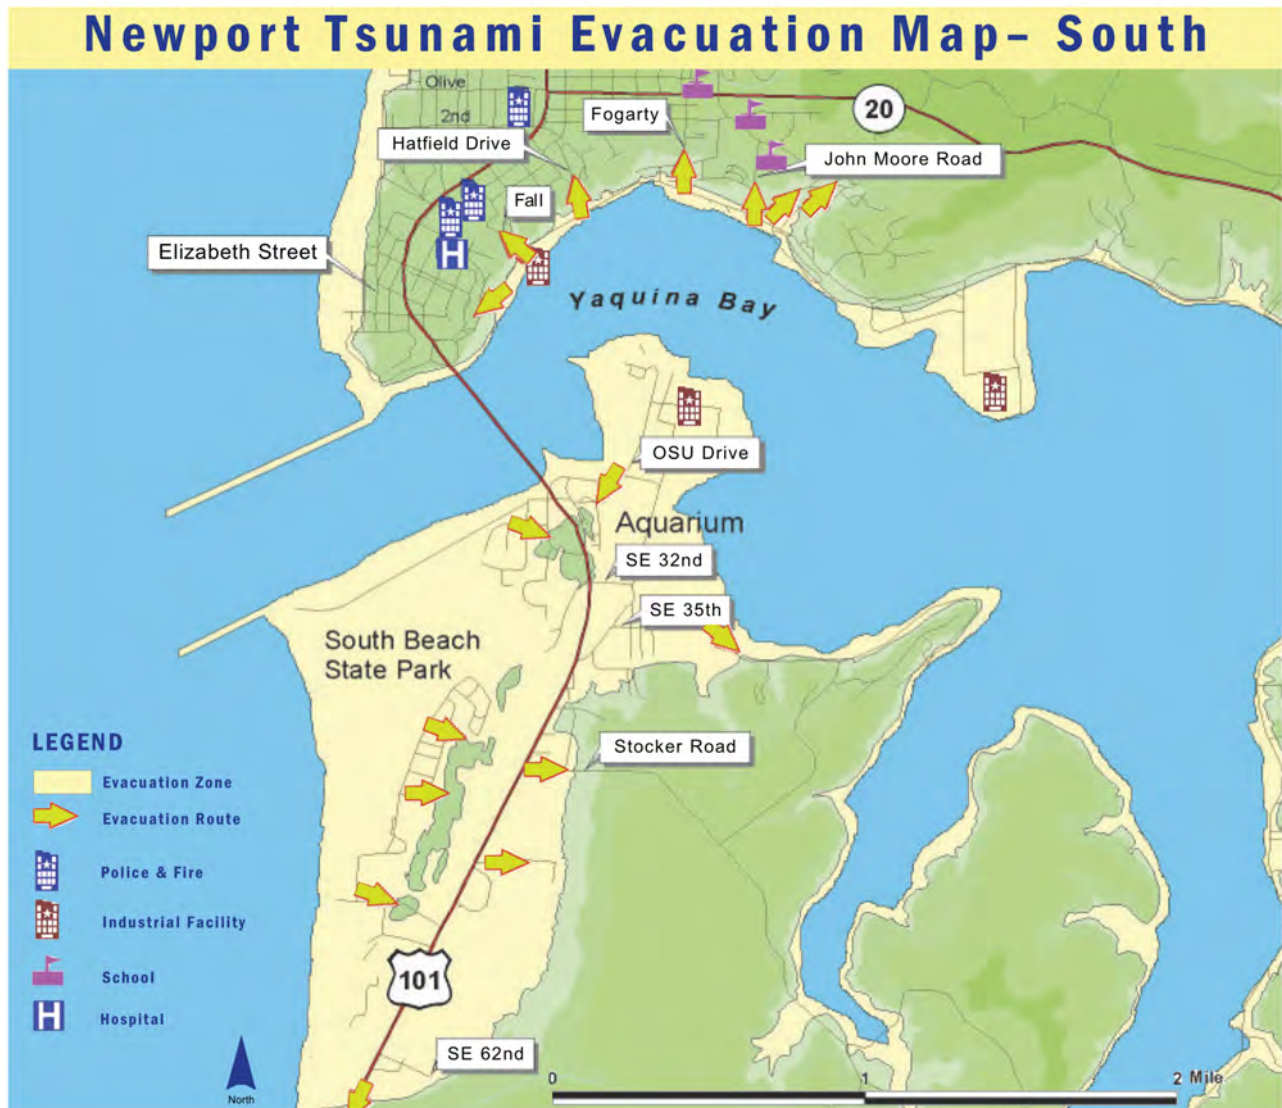 Newport Tsunami Evacuation Map– South
Olive
2nd
Fogarty
20
Hatfield Drive
John Moore Road
Fall
Elizabeth Street
H
Yaquina Bay
OSU Drive
Aquarium
SE 32nd
SE 35th
South Beach
State Park
Stocker Road
LEGEND
Evacuation Zone
Evacuation Route
Police & Fire
Industrial Facility
School
H
Hospital
101
SE 62nd
North
0
1
2 Mile